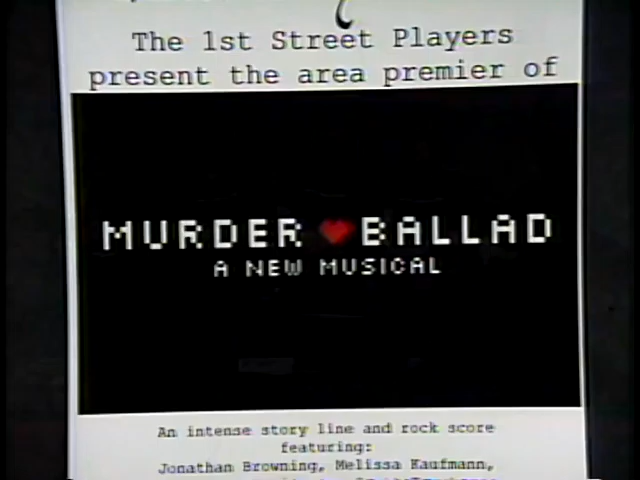 The 1st Street Players
present the area premier of
MURDER BALLAD
A NEW MUSICAL
An intense story line and rock score
featuring:
Jonathan Browning, Melissa Kaufmann,